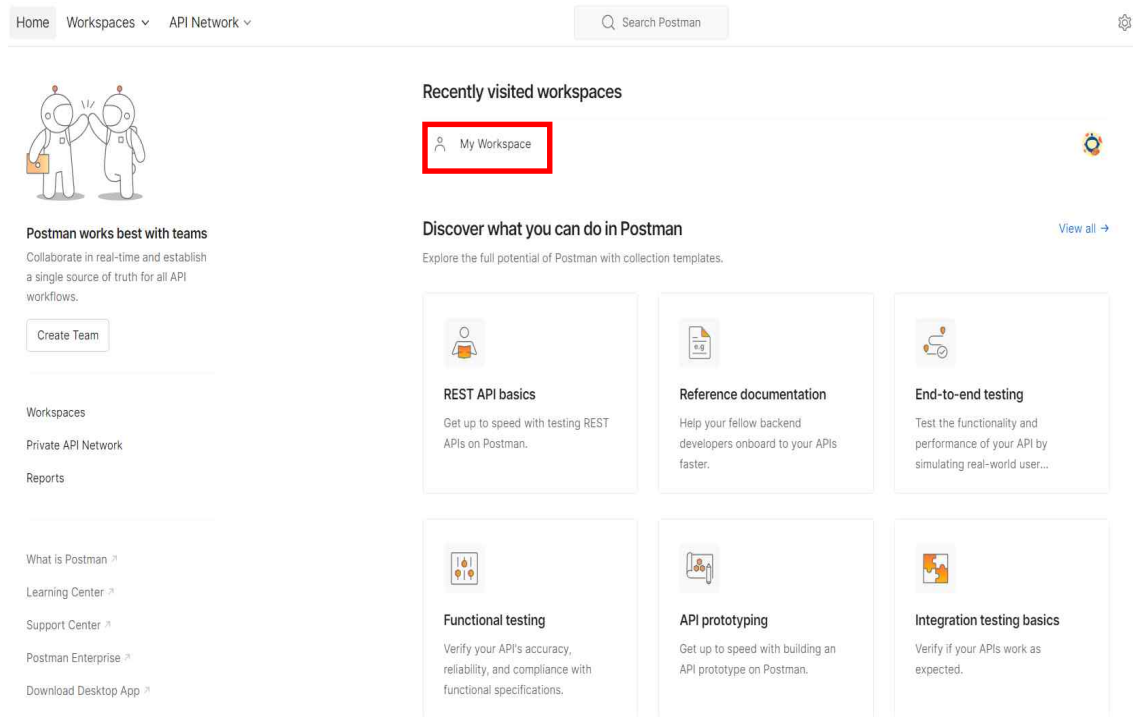 Home Workspaces API Network Search Postman
Postman works best with teams
Collaborate in real-time and establish
a single source of truth for all API
workflows.
Create Team
Workspaces
Private API Network
Reports
What is Postman
Learning Center
Support Center
Postman Enterprise
Download Desktop App
Recently visited workspaces
My Workspace
Discover what you can do in Postman
View all →
Explore the full potential of Postman with collection templates.
REST API basics
Get up to speed with testing REST
APIs on Postman.
e.g
Reference documentation
Help your fellow backend
developers onboard to your APIs
faster.
End-to-end testing
Test the functionality and
performance of your API by
simulating real-world user...
Functional testing
Verify your API's accuracy,
reliability, and compliance with
functional specifications.
API prototyping
Get up to speed with building an
API prototype on Postman.
Integration testing basics
Verify if your APIs work as
expected.